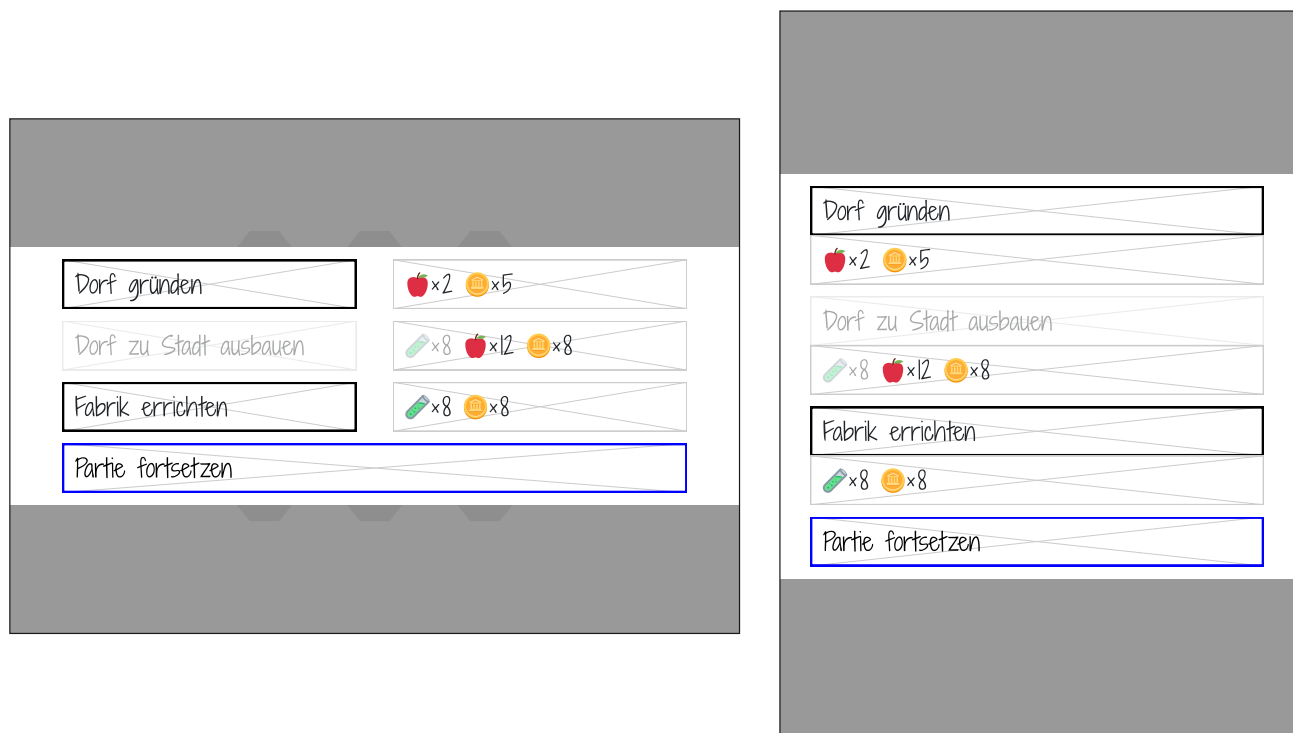 Dorf gründen
×2 ×5
Dorf zu Stadt ausbauen
×8 ×12 ×8
Fabrik errichten
×8 ×8
Partie fortsetzen
Dorf gründen
×2 ×5
Dorf zu Stadt ausbauen
×8 ×12 ×8
Fabrik errichten
×8 ×8
Partie fortsetzen